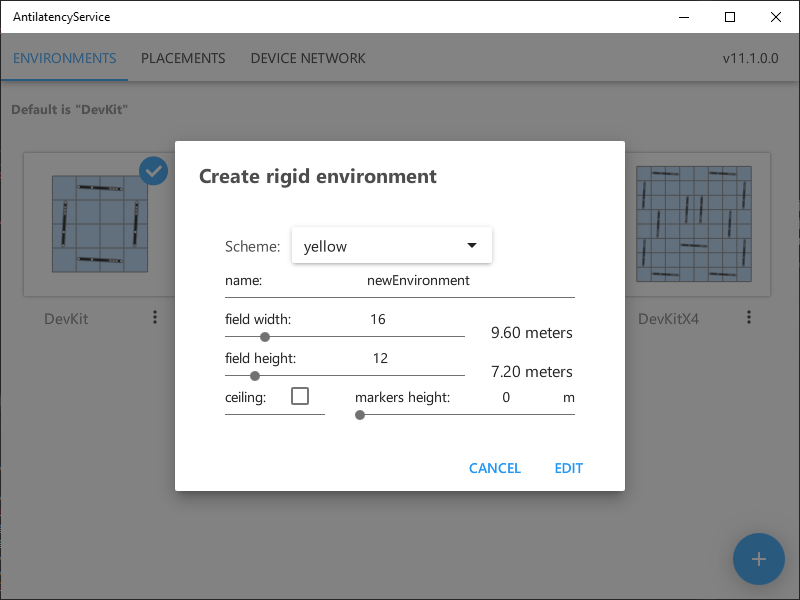 AntilatencyService
ENVIRONMENTS PLACEMENTS DEVICE NETWORK v11.1.0.0
Default is "DevKit"
Create rigid environment
Scheme: yellow
name: newEnvironment
field width: 16
9.60 meters
field height: 12
7.20 meters
ceiling: markers height: 0 m
CANCEL EDIT
DevKit
DevKitX4